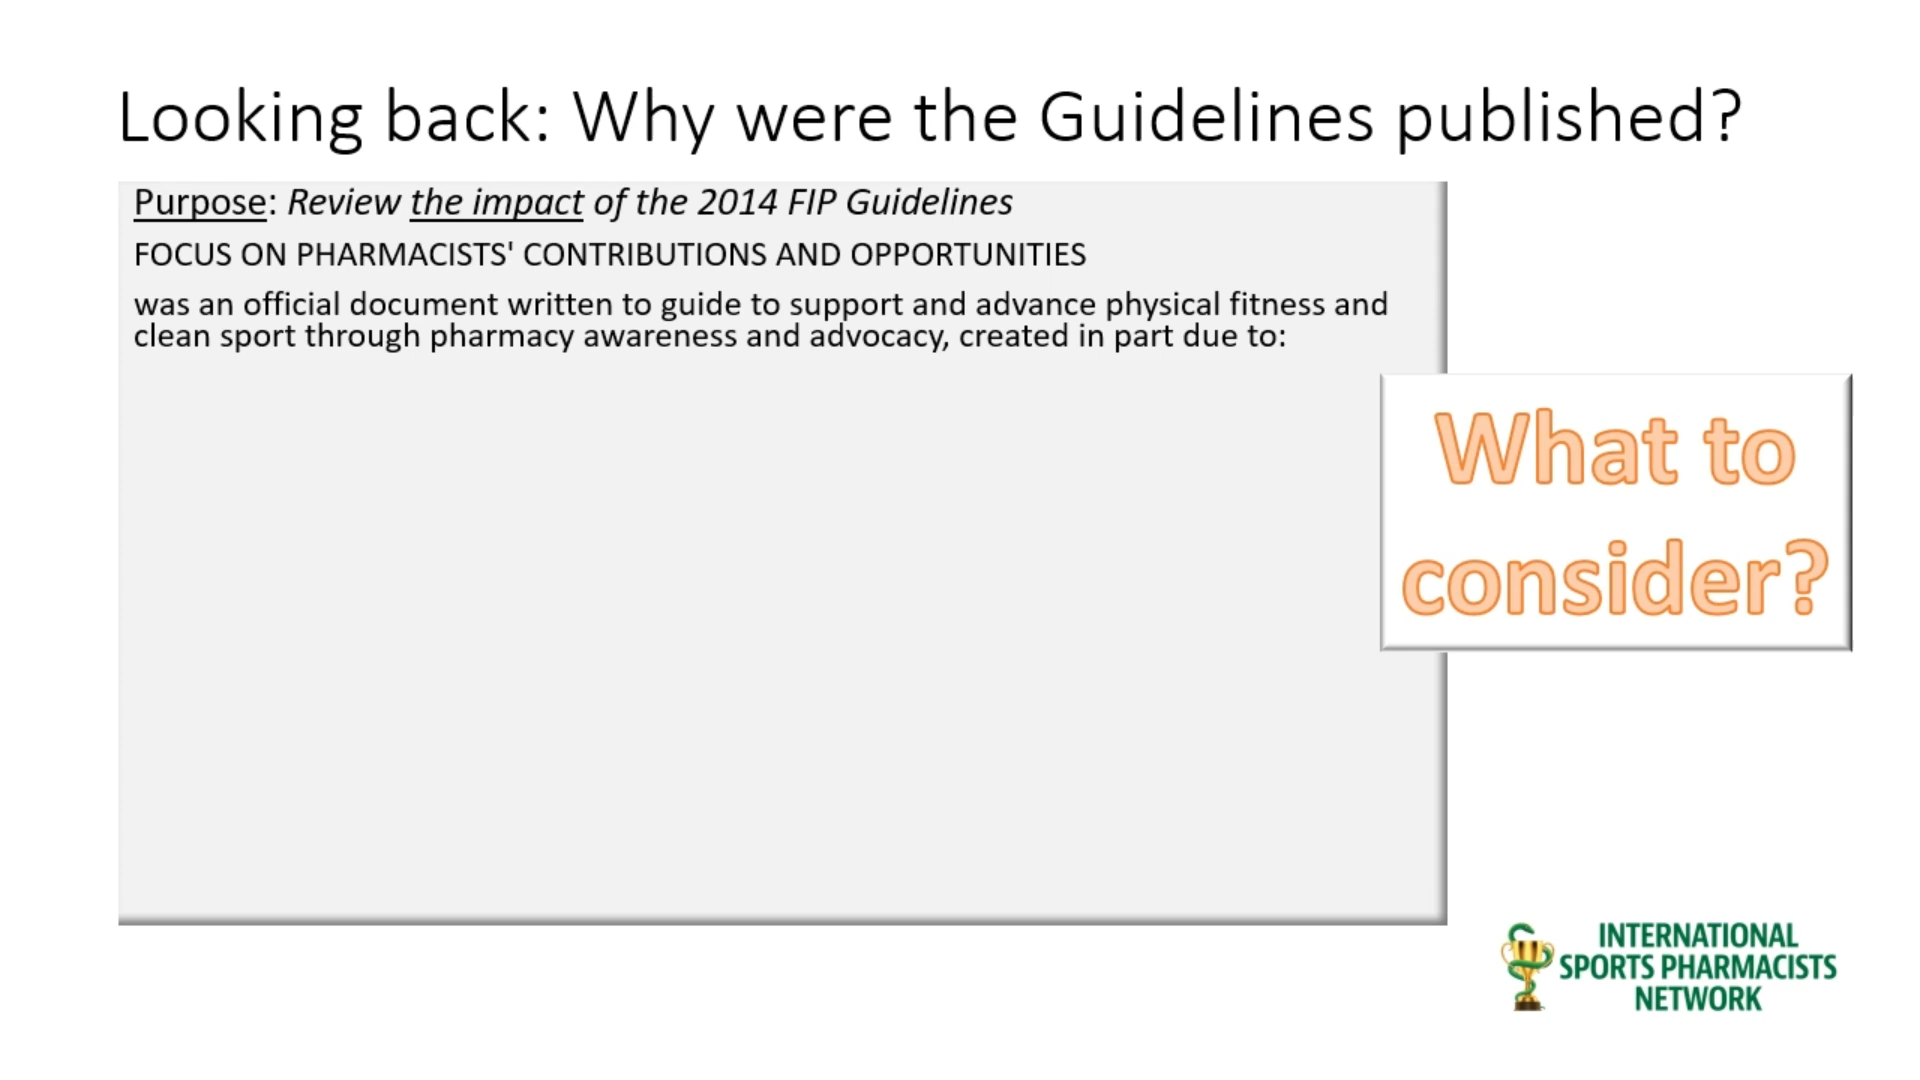 Looking back: Why were the Guidelines published?
Purpose: Review the impact of the 2014 FIP Guidelines
FOCUS ON PHARMACISTS' CONTRIBUTIONS AND OPPORTUNITIES
was an official document written to guide to support and advance physical fitness and
clean sport through pharmacy awareness and advocacy, created in part due to:
What to
consider?
INTERNATIONAL
SPORTS PHARMACISTS
NETWORK